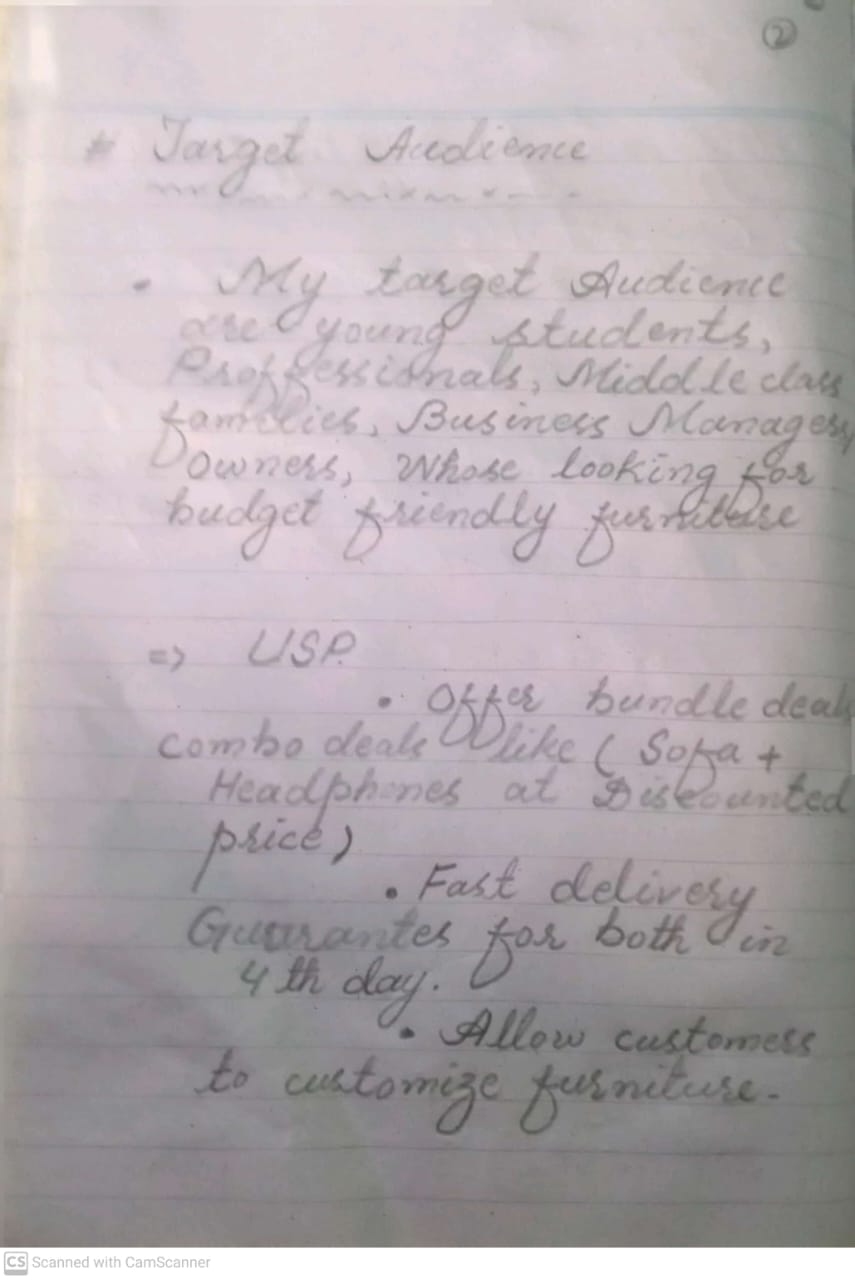 2
* Target Audience
• My target Audience
are young students,
Proffessionals, Middle class
families, Business Managers,
Owners, Whose looking for
budget friendly furniture
=> USP.
• Offer bundle deals
combo deals like ( Sofa +
Headphones at Discounted
price)
• Fast delivery
Guarantes for both in
4 th day.
• Allow customers
to customize furniture.
CS Scanned with CamScanner